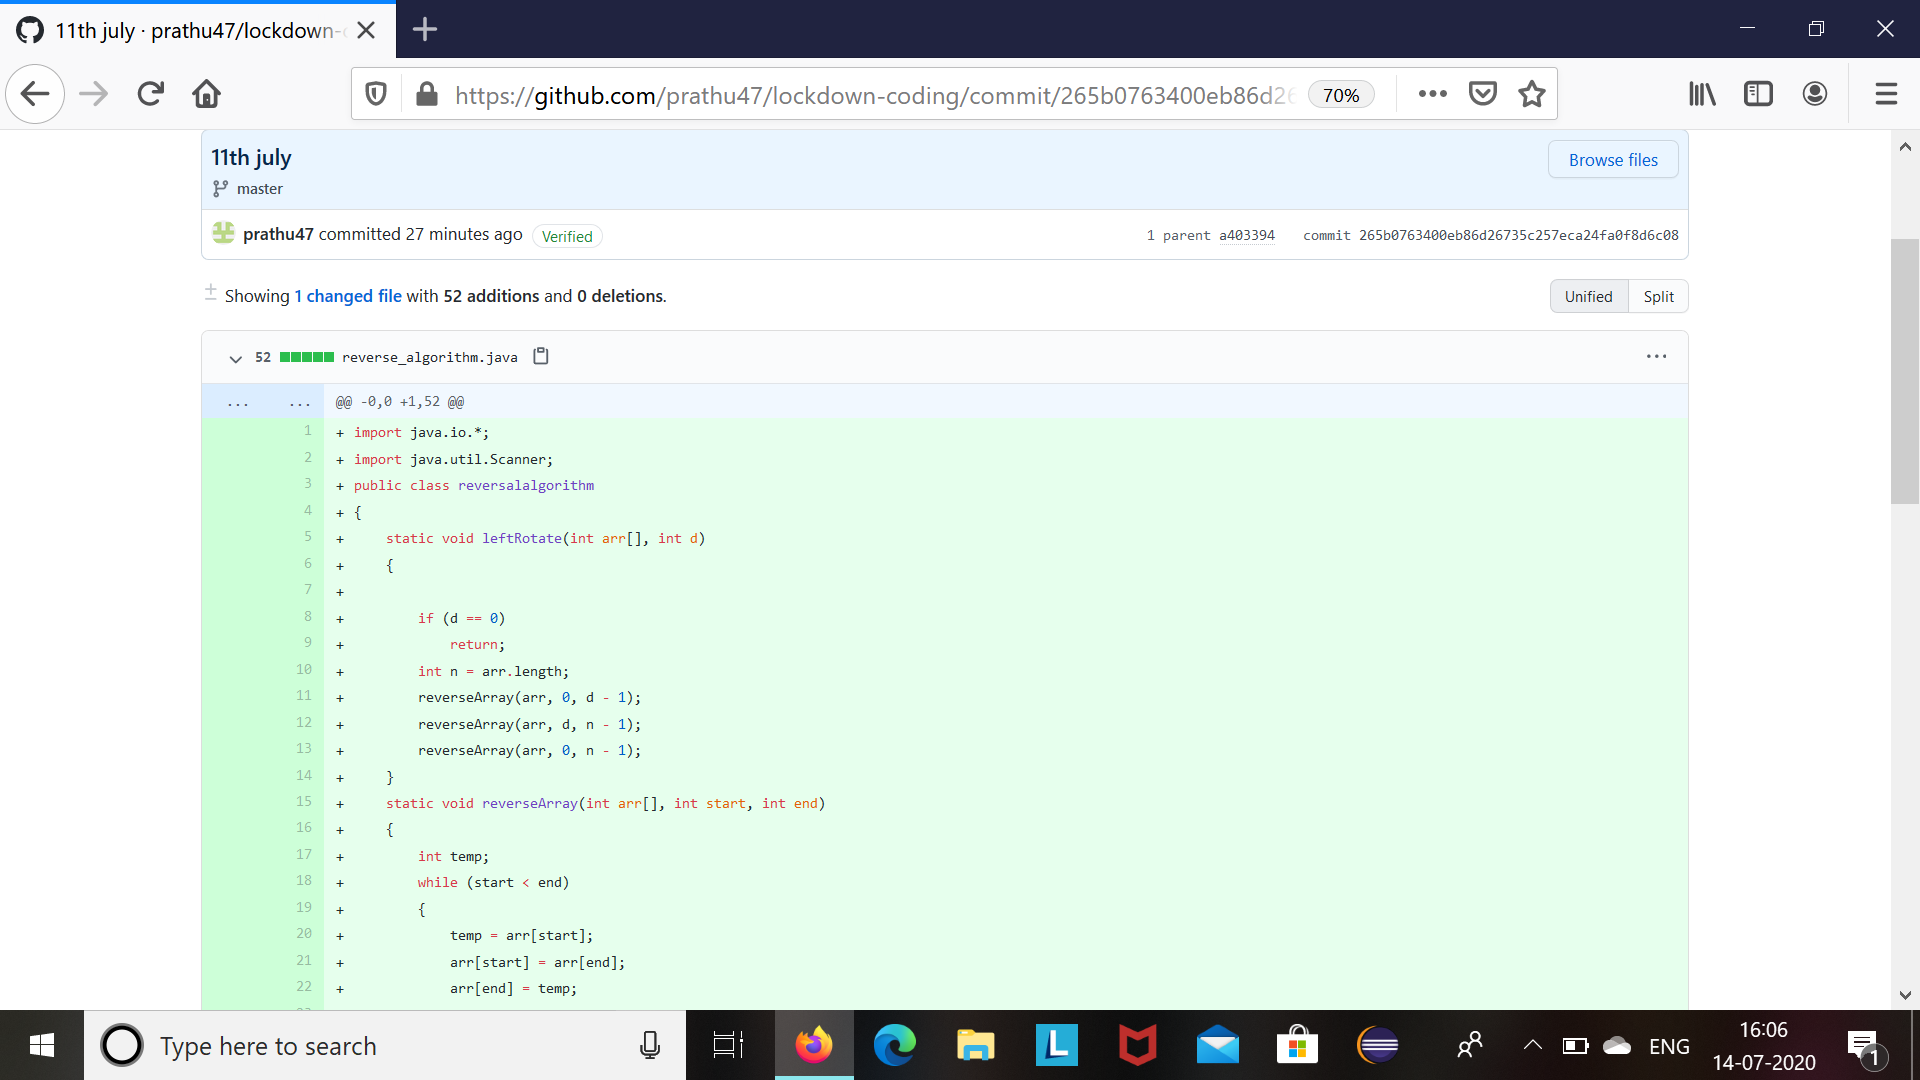 11th july · prathu47/lockdown-c
https://github.com/prathu47/lockdown-coding/commit/265b0763400eb86d26 70%
11th july
Browse files
master
prathu47 committed 27 minutes ago Verified
1 parent a403394 commit 265b0763400eb86d26735c257eca24fa0f8d6c08
Showing 1 changed file with 52 additions and 0 deletions.
Unified Split
52 reverse_algorithm.java
... ... @@ -0,0 +1,52 @@
1 + import java.io.*;
2 + import java.util.Scanner;
3 + public class reversalalgorithm
4 + {
5 + static void leftRotate(int arr[], int d)
6 + {
7 +
8 + if (d == 0)
9 + return;
10 + int n = arr.length;
11 + reverseArray(arr, 0, d - 1);
12 + reverseArray(arr, d, n - 1);
13 + reverseArray(arr, 0, n - 1);
14 + }
15 + static void reverseArray(int arr[], int start, int end)
16 + {
17 + int temp;
18 + while (start < end)
19 + {
20 + temp = arr[start];
21 + arr[start] = arr[end];
22 + arr[end] = temp;
Type here to search
L
ENG
16:06
14-07-2020
1